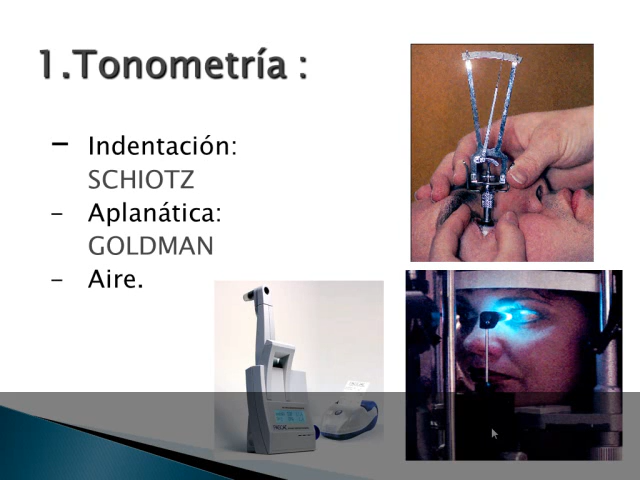 1.Tonometría :
– Indentación:
SCHIOTZ
– Aplanática:
GOLDMAN
– Aire.